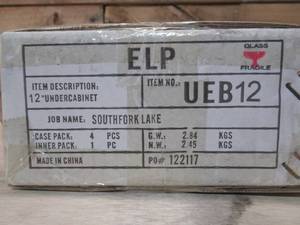 ELP
GLASS
FRAGILE
ITEM DESCRIPTION:
12"UNDERCABINET
ITEM NO.:
UEB12
JOB NAME: SOUTHFORK LAKE
CASE PACK: 4 PCS G.W.: 2.84 KGS
INNER PACK: 1 PC N.W.: 2.45 KGS
MADE IN CHINA PO# 122117